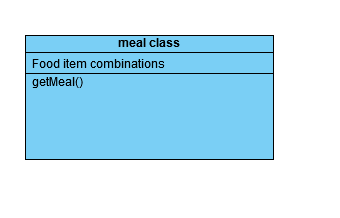 meal class
Food item combinations
getMeal()